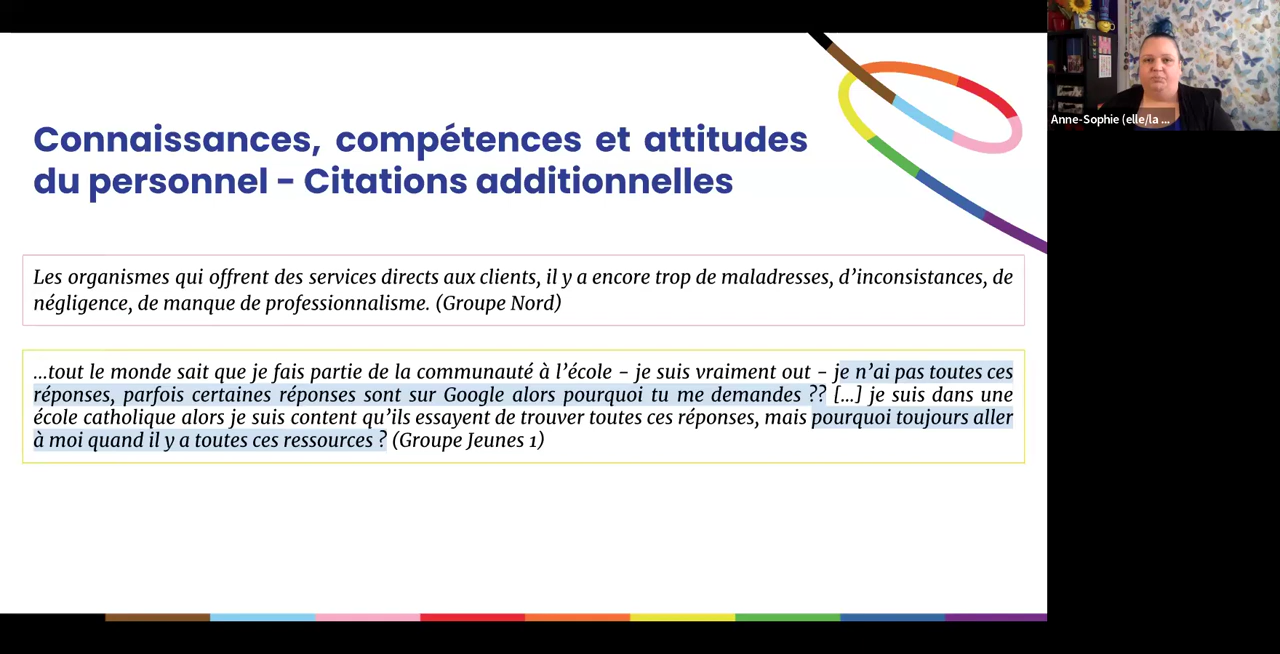 Connaissances, compétences et attitudes
du personnel – Citations additionnelles
Les organismes qui offrent des services directs aux clients, il y a encore trop de maladresses, d’inconsistances, de
négligence, de manque de professionnalisme. (Groupe Nord)
...tout le monde sait que je fais partie de la communauté à l’école – je suis vraiment out – je n’ai pas toutes ces
réponses, parfois certaines réponses sont sur Google alors pourquoi tu me demandes ?? [...] je suis dans une
école catholique alors je suis content qu’ils essayent de trouver toutes ces réponses, mais pourquoi toujours aller
à moi quand il y a toutes ces ressources ? (Groupe Jeunes 1)
Anne-Sophie (elle/la ...